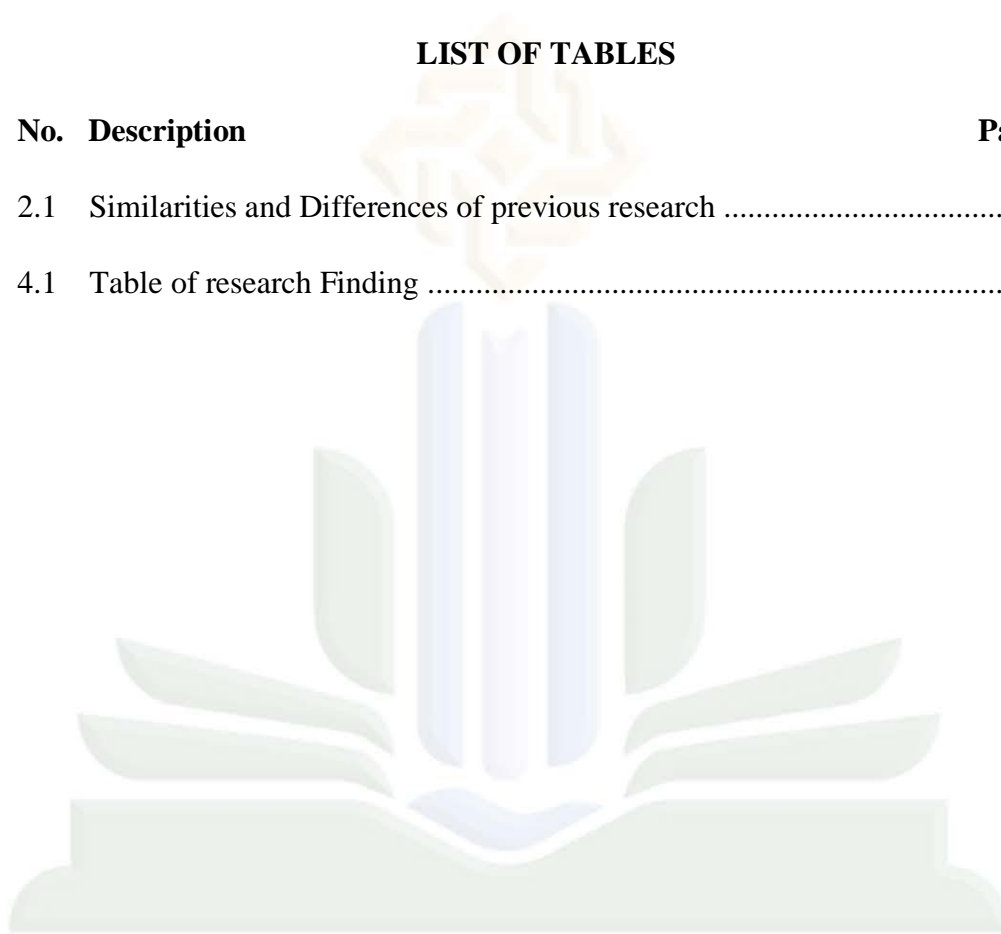 LIST OF TABLES
No. Description Pa
2.1 Similarities and Differences of previous research ..................................
4.1 Table of research Finding ........................................................................